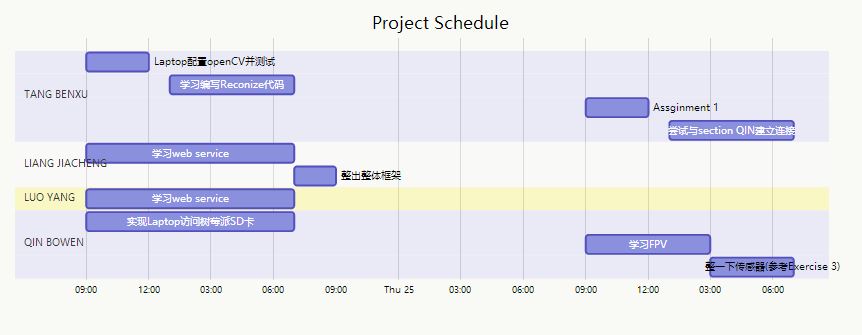 Project Schedule
Laptop配置openCV并测试
学习编写Reconize代码
TANG BENXU
Assginment 1
尝试与section QIN建立连接
学习web service
LIANG JIACHENG
整出整体框架
LUO YANG
学习web service
实现Laptop访问树莓派SD卡
QIN BOWEN
学习FPV
整一下传感器(参考Exercise 3)
09:00 12:00 03:00 06:00 09:00 Thu 25 03:00 06:00 09:00 12:00 03:00 06:00